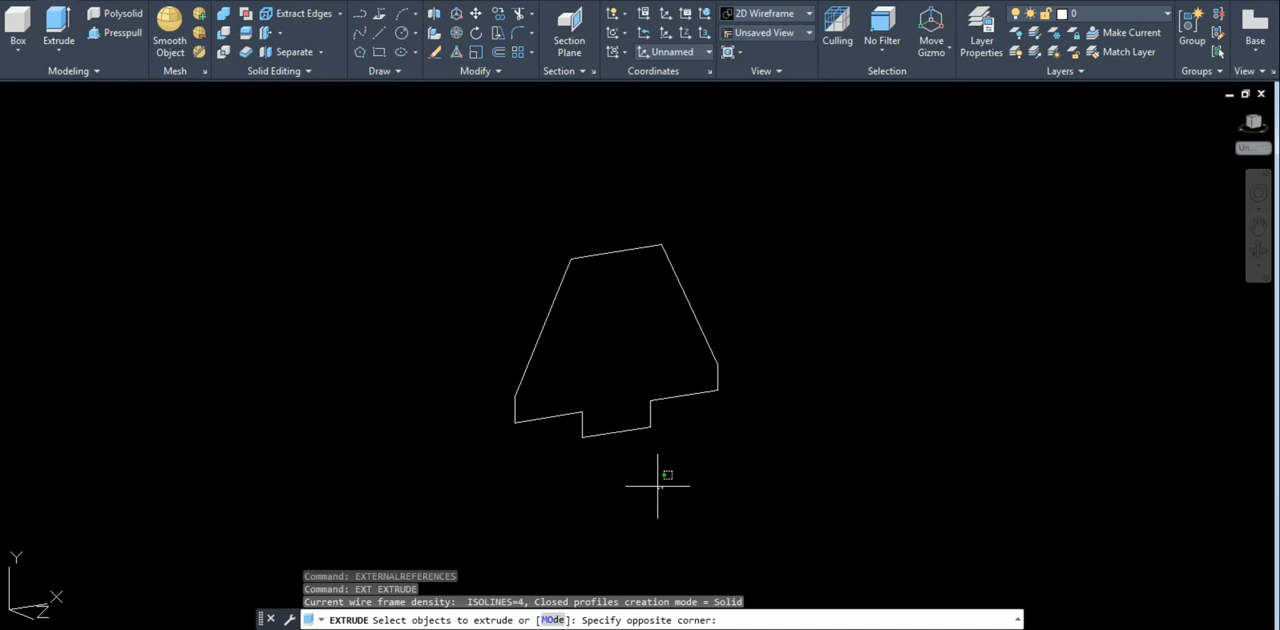 Polysolid
Extract Edges
2D Wireframe
0
Box
Extrude
Presspull
Smooth
Object
Section
Plane
Unsaved View
Culling
No Filter
Move
Gizmo
Layer
Properties
Make Current
Group
Base
Separate
Unnamed
Match Layer
Modeling
Mesh
Solid Editing
Draw
Modify
Section
Coordinates
View
Selection
Layers
Groups
View
Un...
Y
X
Z
Command: EXTERNALREFERENCES
Command: EXT EXTRUDE
Current wire frame density: ISOLINES=4, Closed profiles creation mode = Solid
EXTRUDE Select objects to extrude or [MOde]: Specify opposite corner: